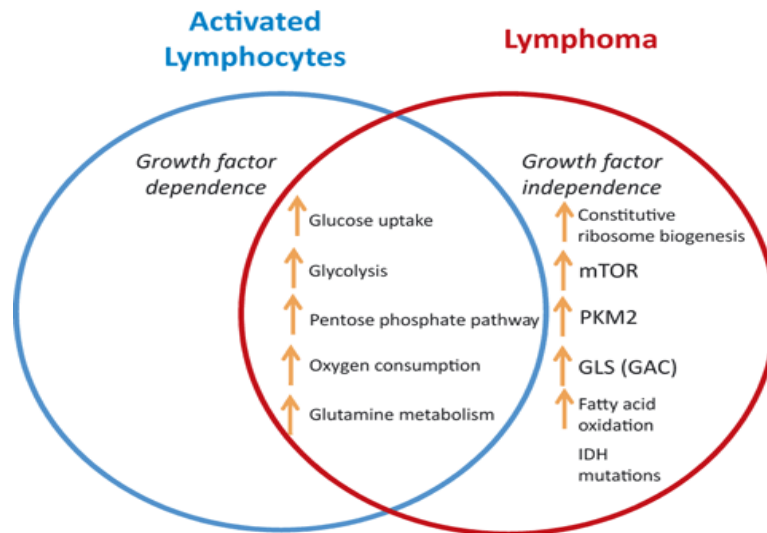 Activated
Lymphocytes
Lymphoma
Growth factor
dependence
Glucose uptake
Glycolysis
Pentose phosphate pathway
Oxygen consumption
Glutamine metabolism
Growth factor
independence
Constitutive
ribosome biogenesis
mTOR
PKM2
GLS (GAC)
Fatty acid
oxidation
IDH
mutations